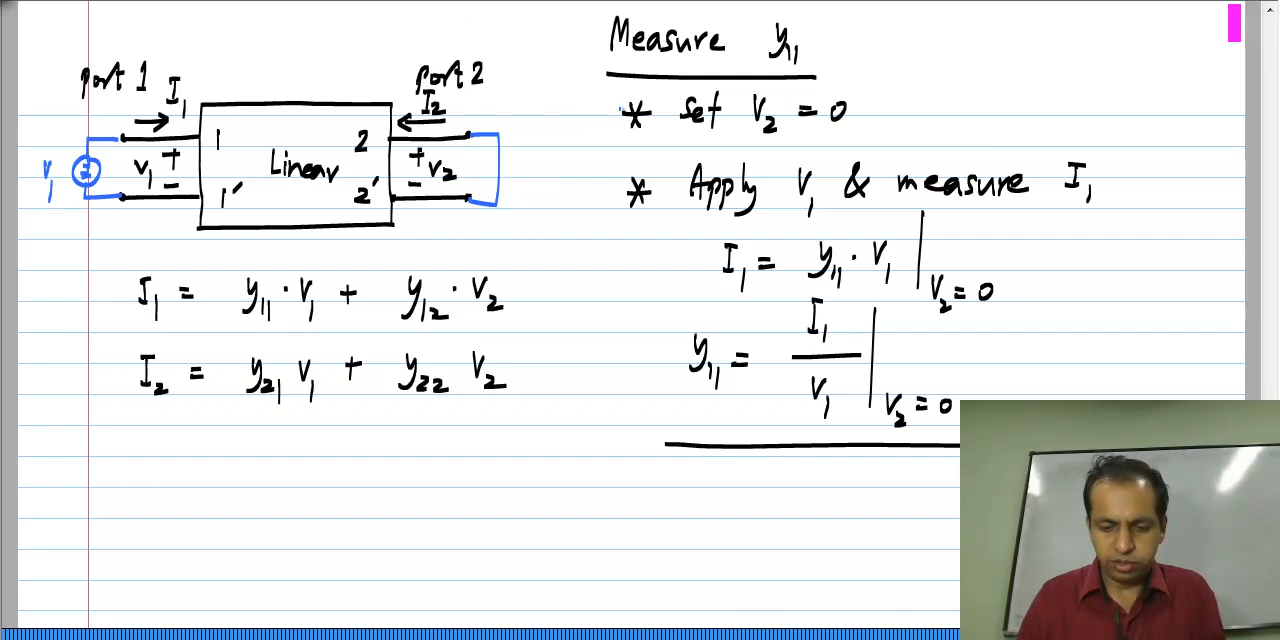 port 1
I₁
port 2
I₂
V₁
V₁
+
-
1
1′
Linear
2
2′
+
-
V₂
I₁ = y₁₁ · V₁ + y₁₂ · V₂
I₂ = y₂₁ V₁ + y₂₂ V₂
Measure y₁₁
* set V₂ = 0
* Apply V₁ & measure I₁
I₁ = y₁₁ · V₁ |V₂ = 0
y₁₁ = I₁ / V₁ |V₂ = 0